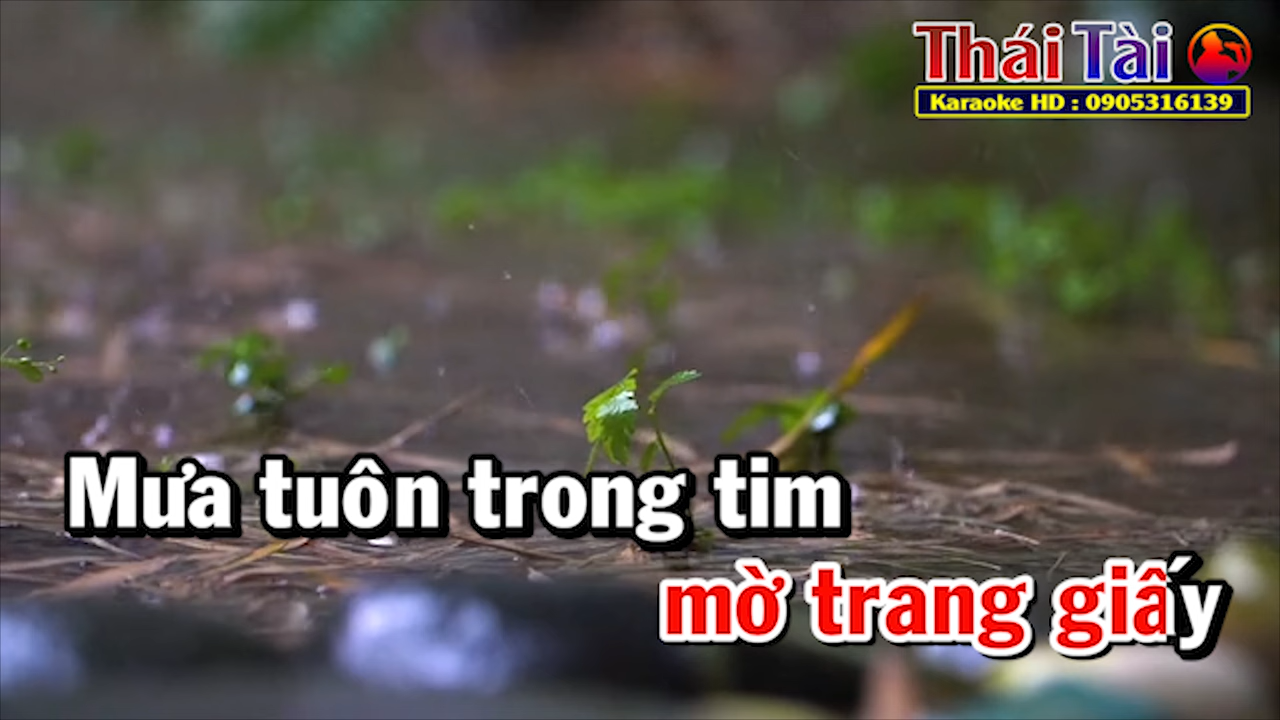 Thái Tài
Karaoke HD : 0905316139
Mưa tuôn trong tim
mờ trang giấy